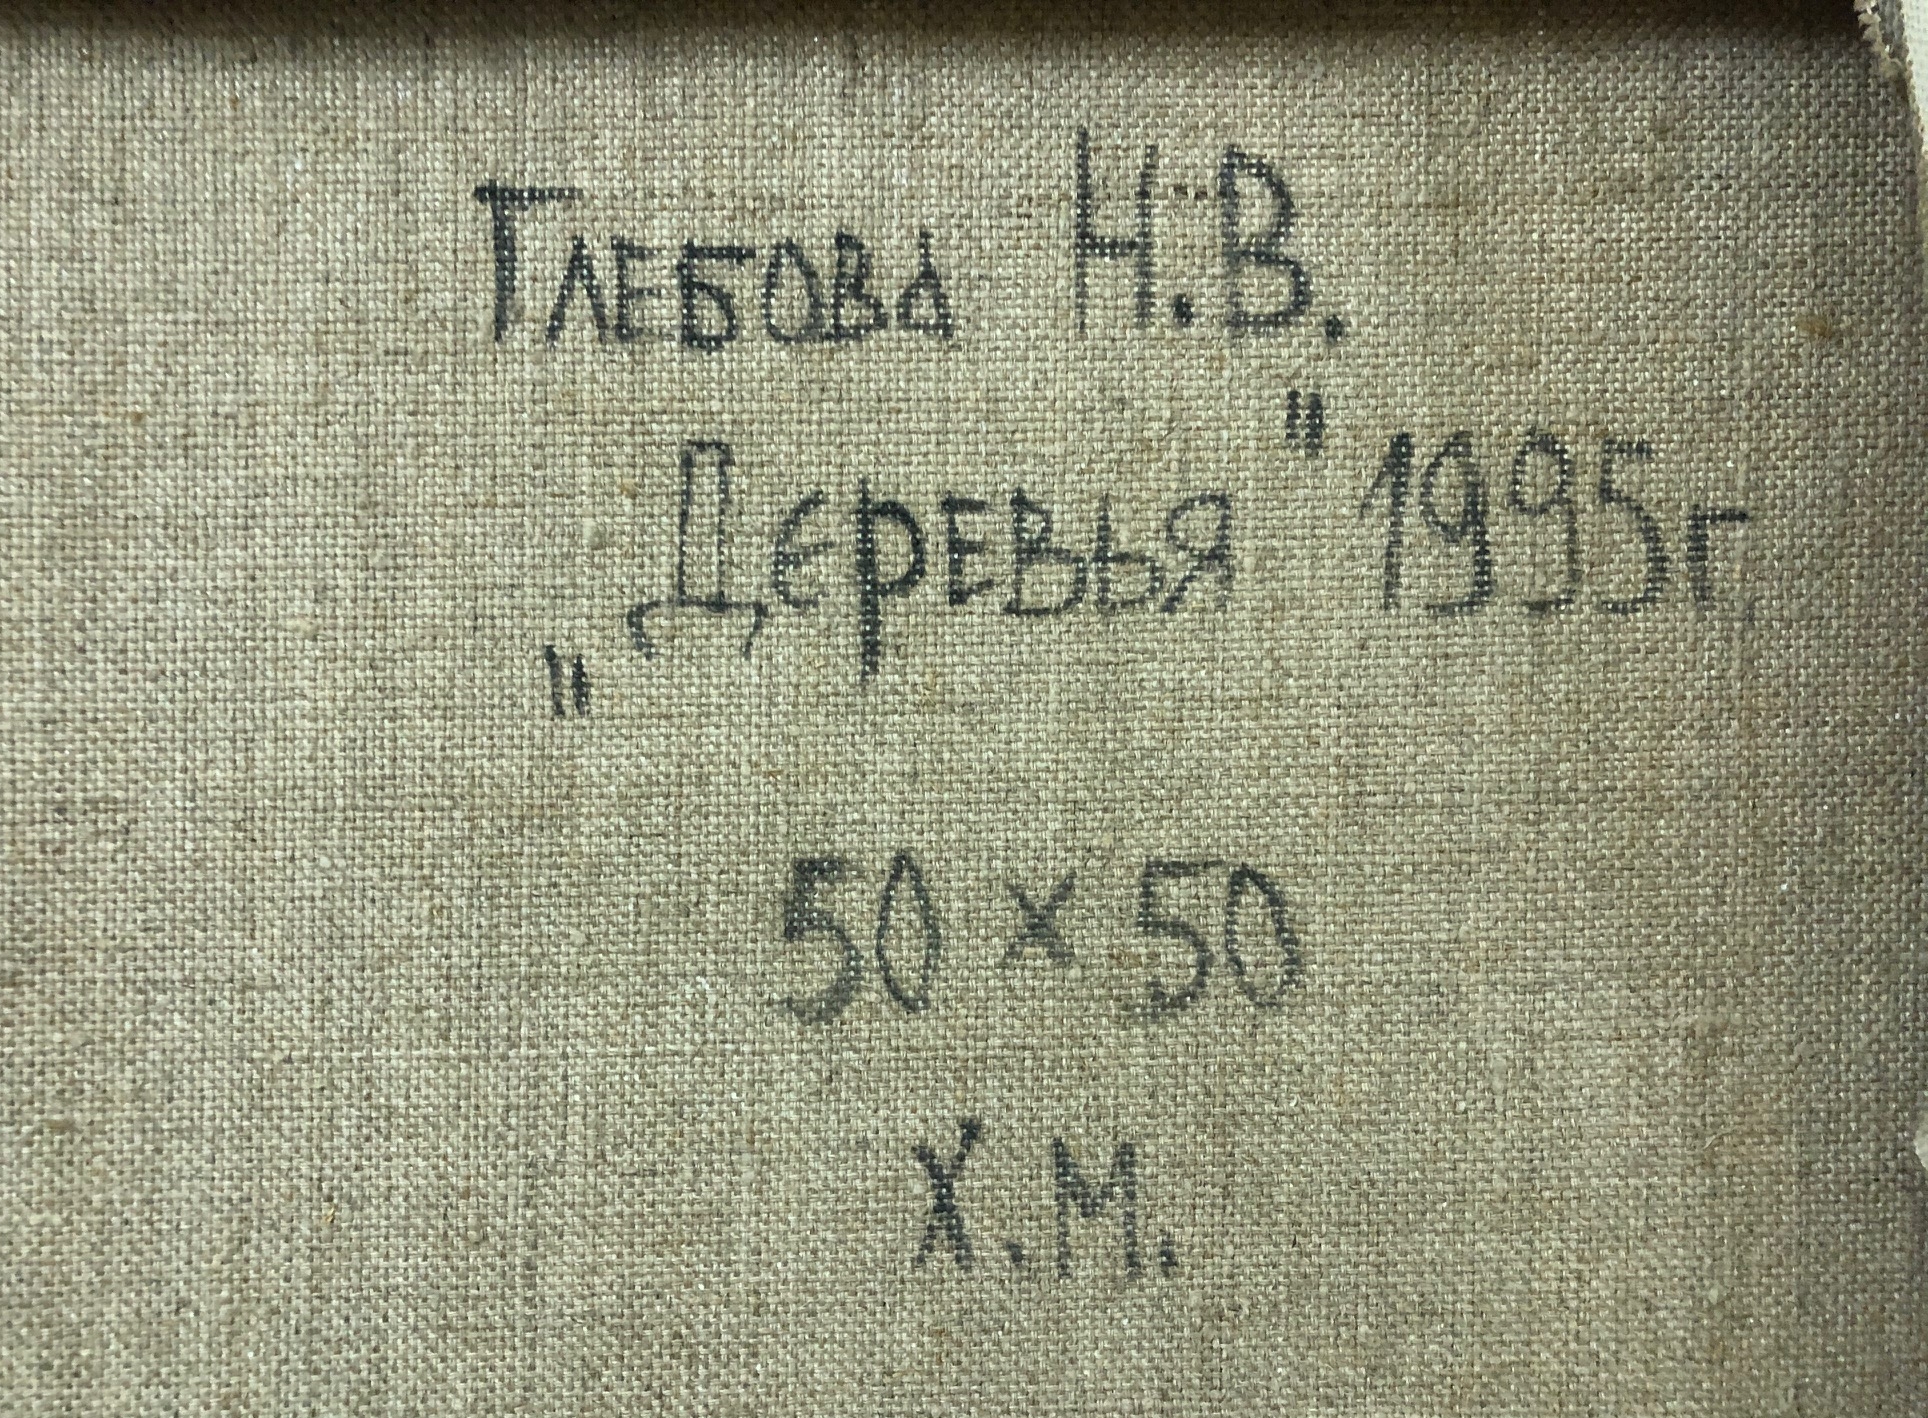 Глебова Н.В.
„Деревья" 1995г.
50 × 50
Х.М.